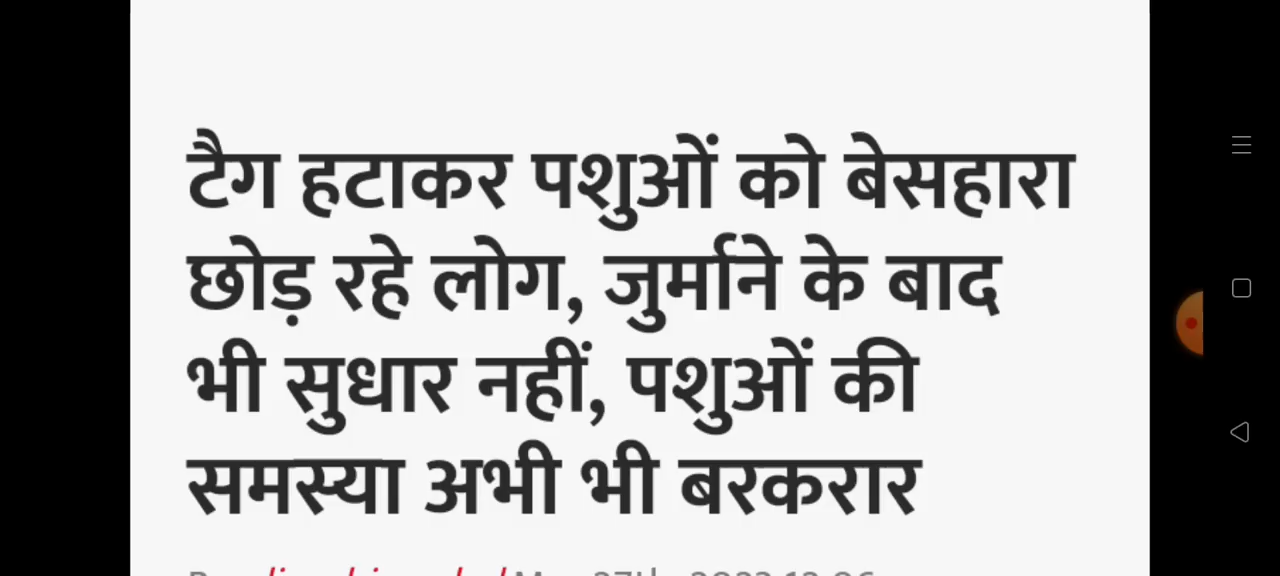 टैग हटाकर पशुओं को बेसहारा
छोड़ रहे लोग, जुर्माने के बाद
भी सुधार नहीं, पशुओं की
समस्या अभी भी बरकरार